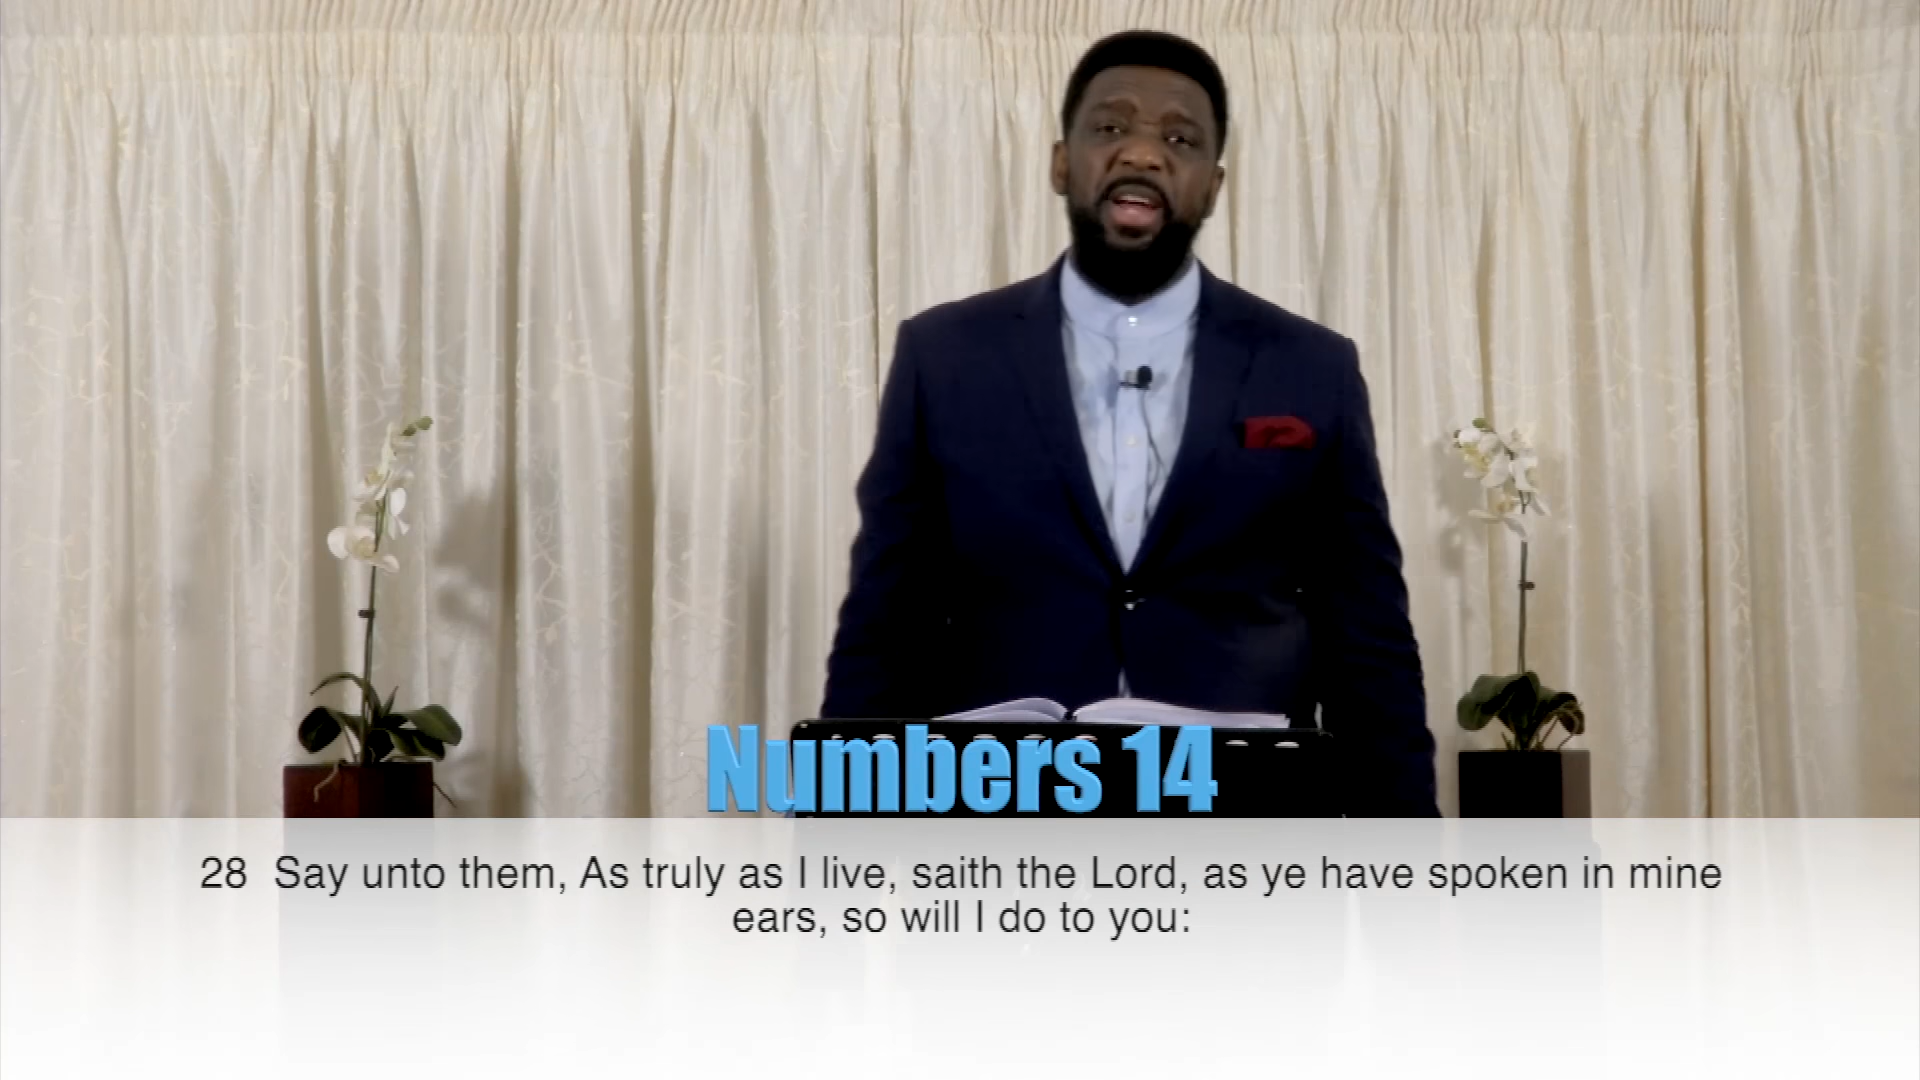 Numbers 14
28 Say unto them, As truly as I live, saith the Lord, as ye have spoken in mine
ears, so will I do to you: